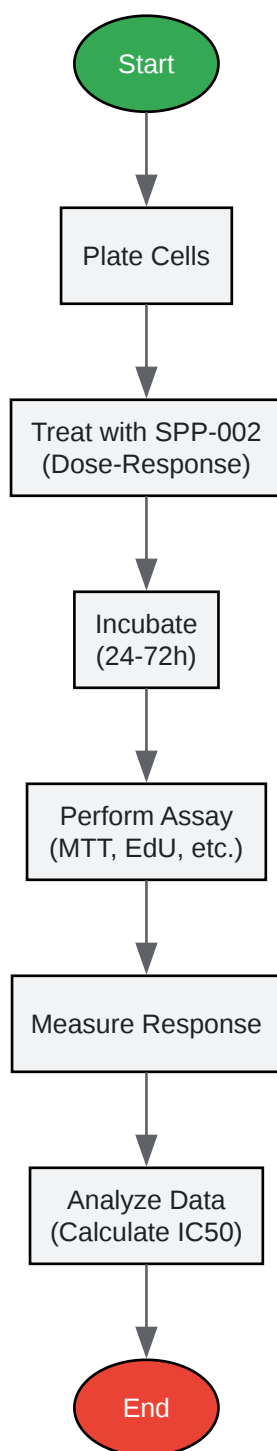 Start
Plate Cells
Treat with SPP-002
(Dose-Response)
Incubate
(24-72h)
Perform Assay
(MTT, EdU, etc.)
Measure Response
Analyze Data
(Calculate IC50)
End